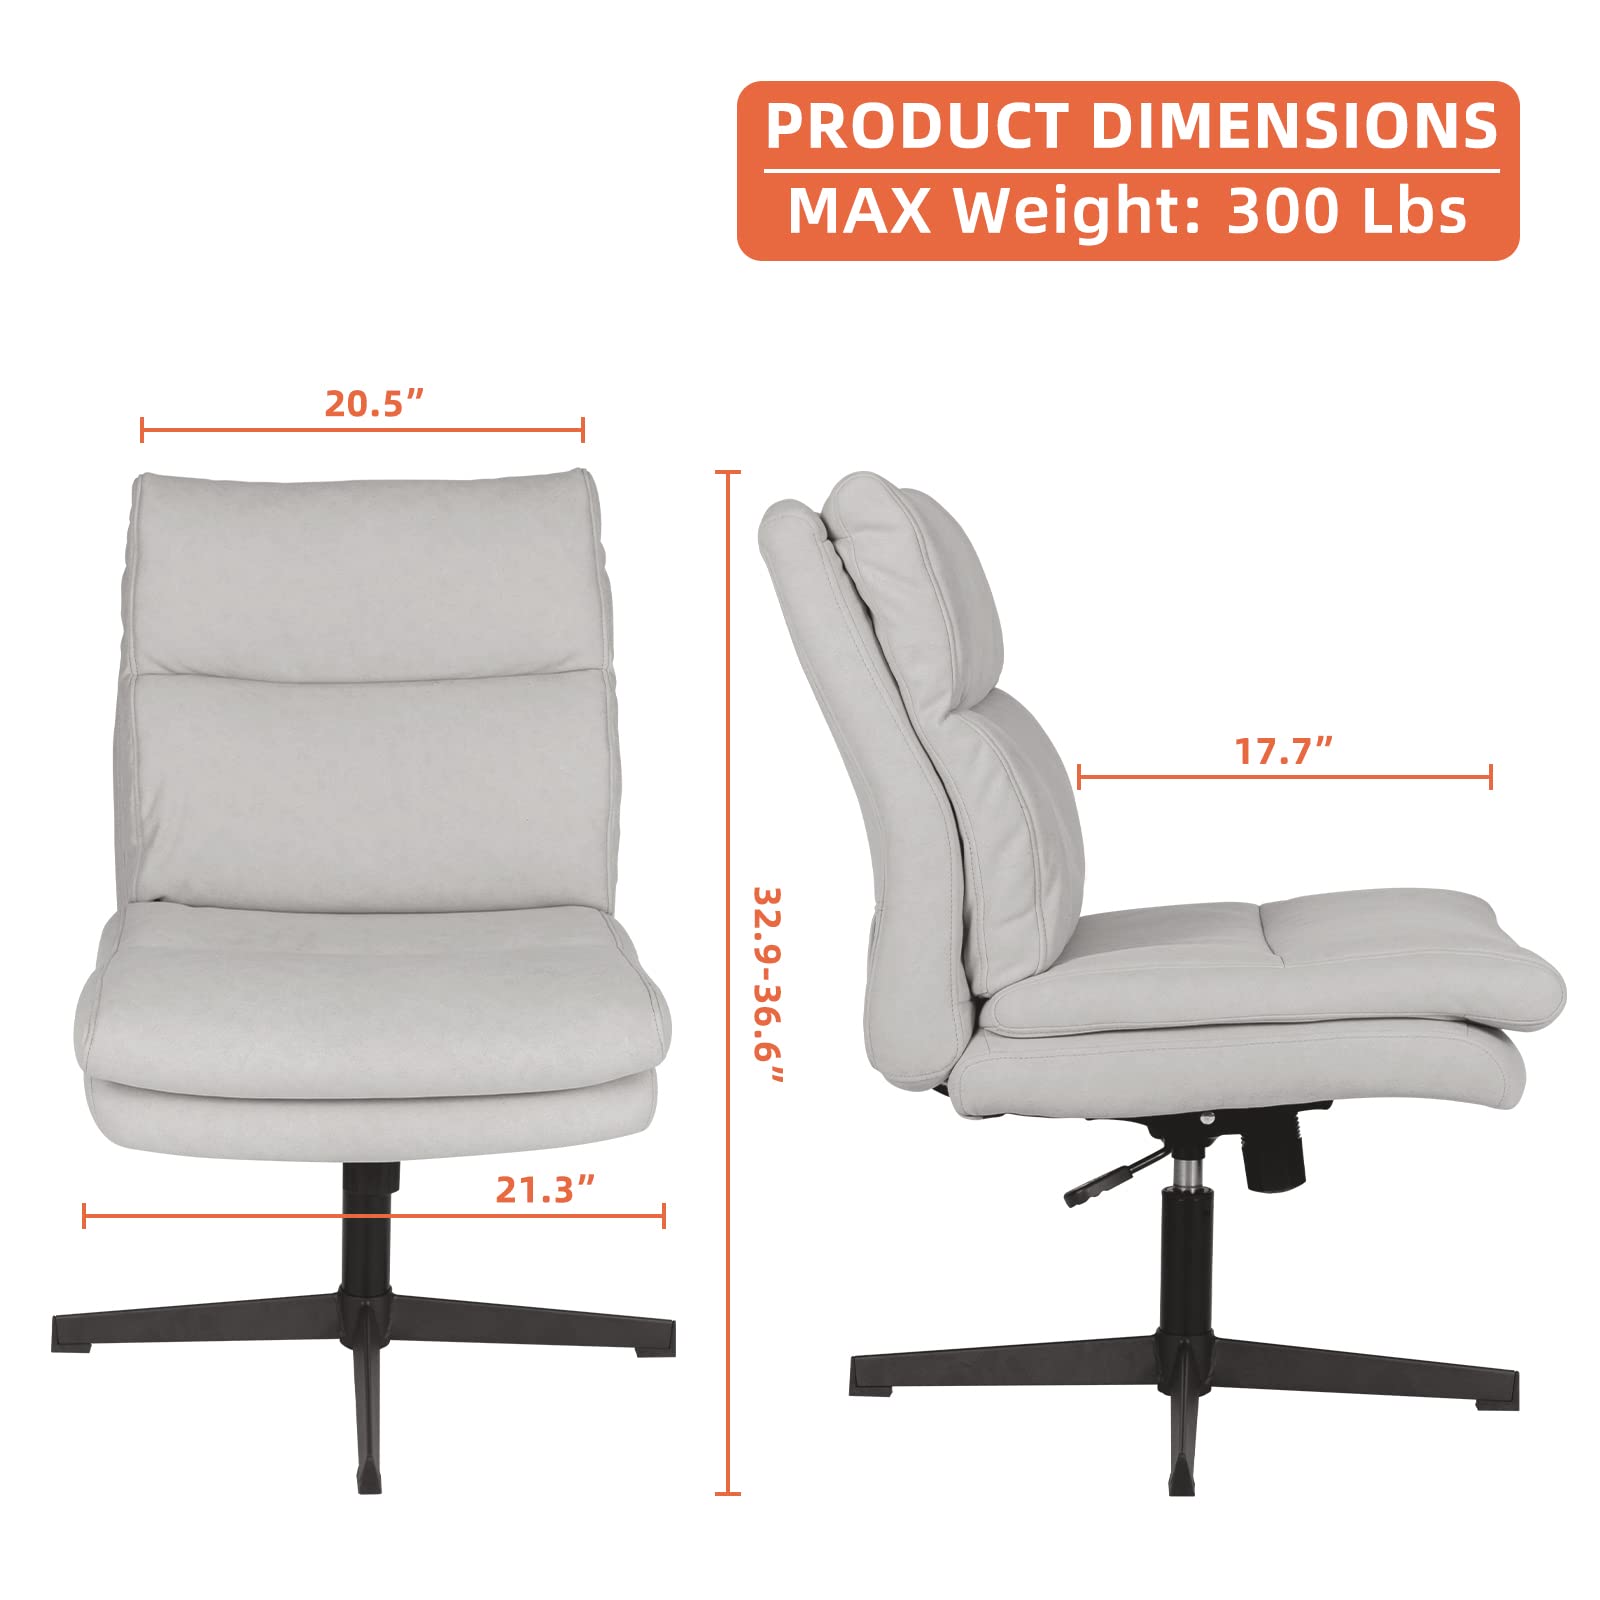 PRODUCT DIMENSIONS
MAX Weight: 300 Lbs
20.5”
17.7”
32.9-36.6”
21.3”